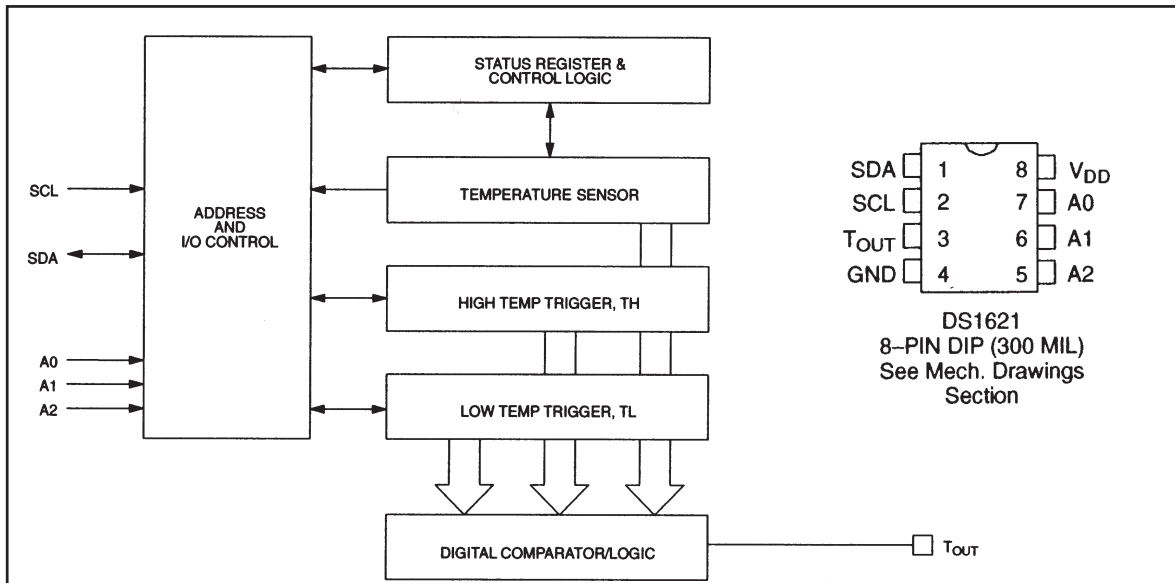 STATUS REGISTER &
CONTROL LOGIC
SCL
SDA
ADDRESS
AND
I/O CONTROL
TEMPERATURE SENSOR
HIGH TEMP TRIGGER, TH
A0
A1
A2
LOW TEMP TRIGGER, TL
DIGITAL COMPARATOR/LOGIC
TOUT
SDA 1 8 VDD
SCL 2 7 A0
TOUT 3 6 A1
GND 4 5 A2
DS1621
8–PIN DIP (300 MIL)
See Mech. Drawings
Section